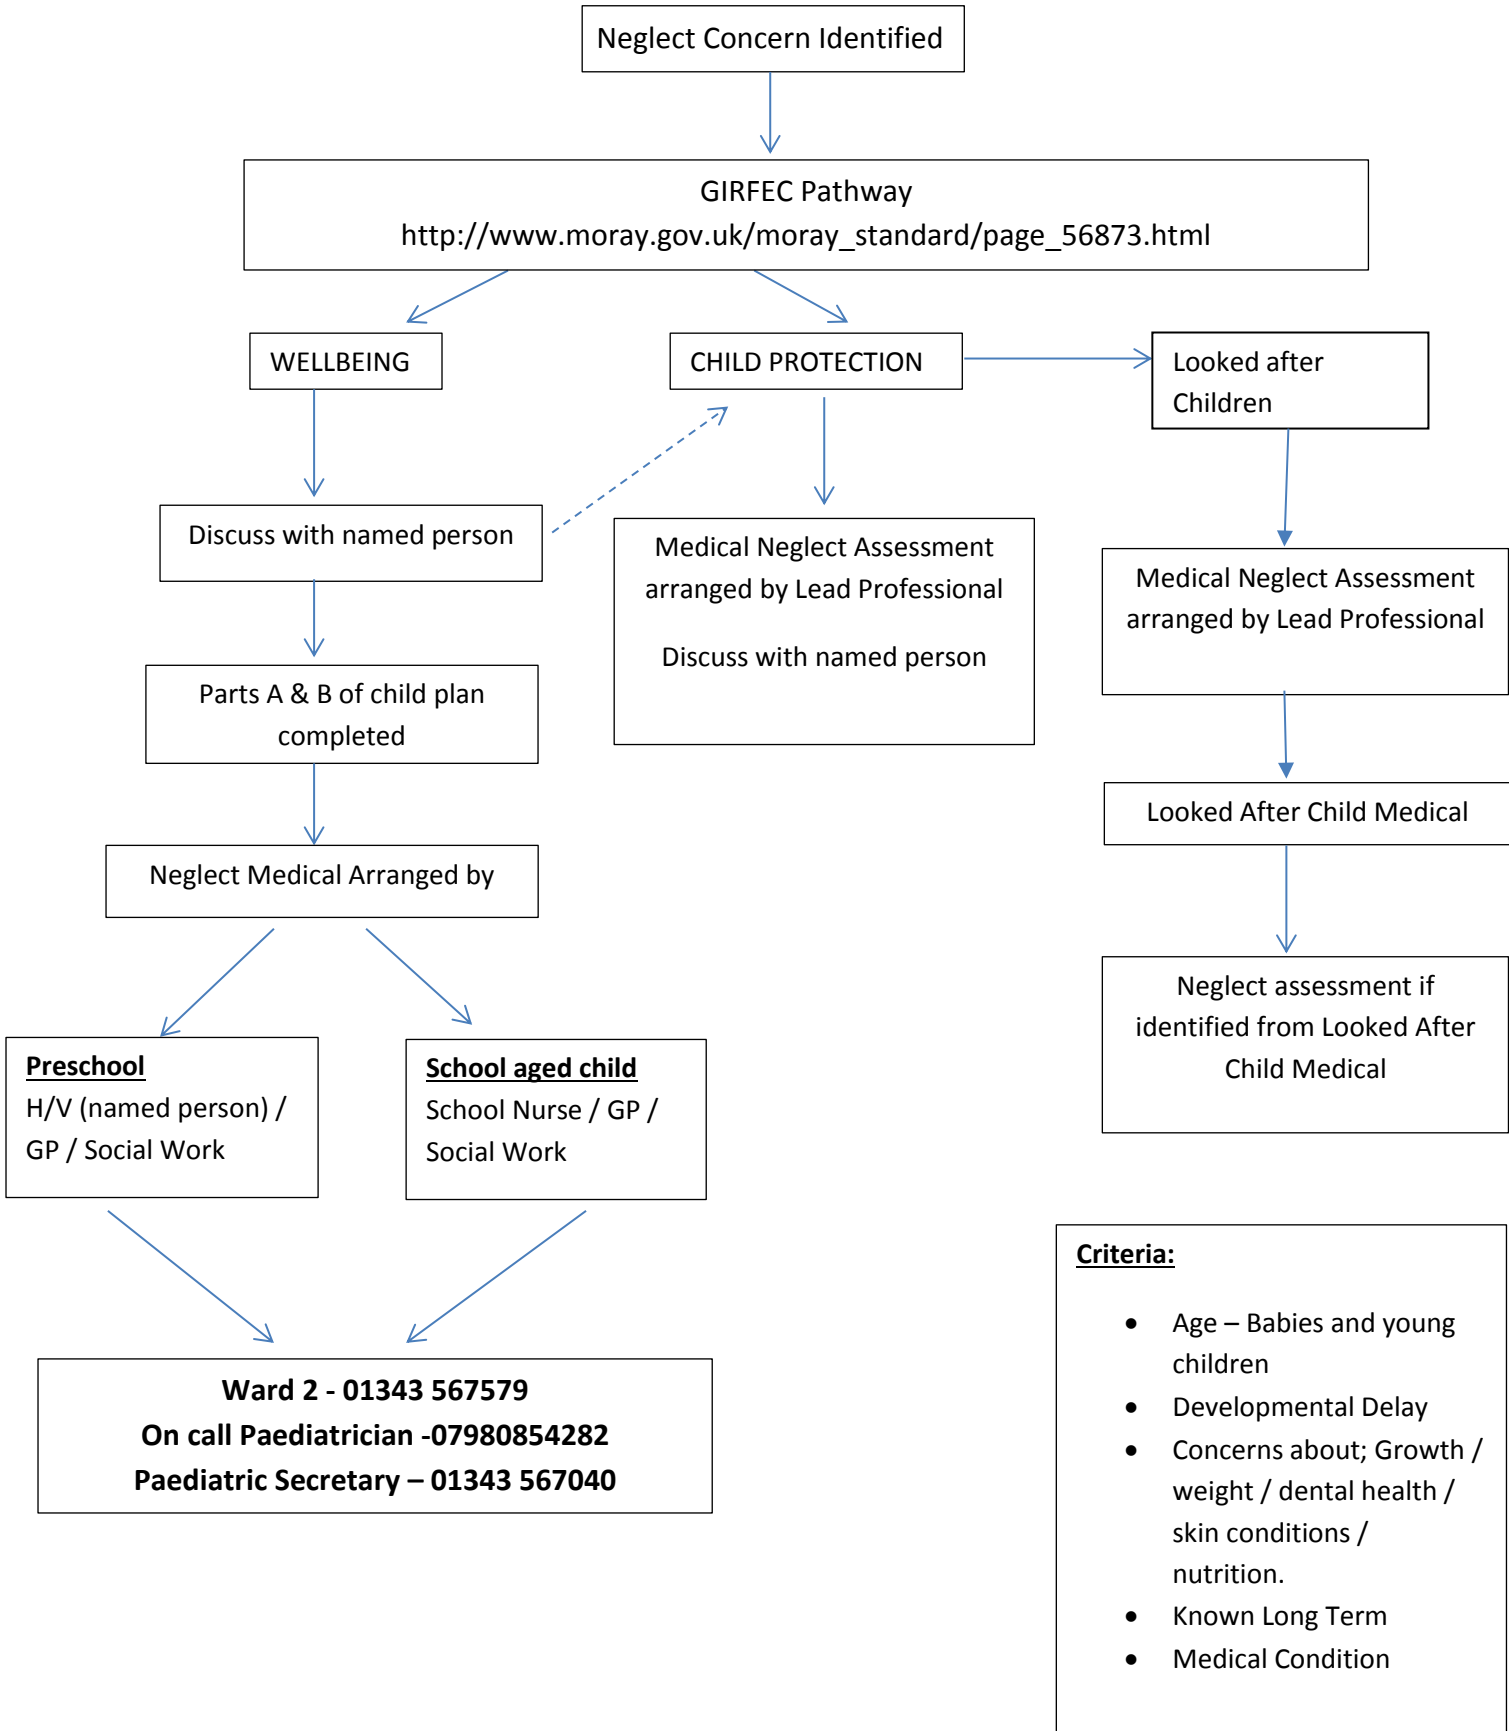 Neglect Concern Identified
GIRFEC Pathway
http://www.moray.gov.uk/moray_standard/page_56873.html
WELLBEING
CHILD PROTECTION
Looked after
Children
Discuss with named person
Medical Neglect Assessment
arranged by Lead Professional
Discuss with named person
Medical Neglect Assessment
arranged by Lead Professional
Parts A & B of child plan
completed
Looked After Child Medical
Neglect Medical Arranged by
Neglect assessment if
identified from Looked After
Child Medical
Preschool
H/V (named person) /
GP / Social Work
School aged child
School Nurse / GP /
Social Work
Ward 2 - 01343 567579
On call Paediatrician -07980854282
Paediatric Secretary – 01343 567040
Criteria:
• Age – Babies and young
children
• Developmental Delay
• Concerns about; Growth /
weight / dental health /
skin conditions /
nutrition.
• Known Long Term
• Medical Condition